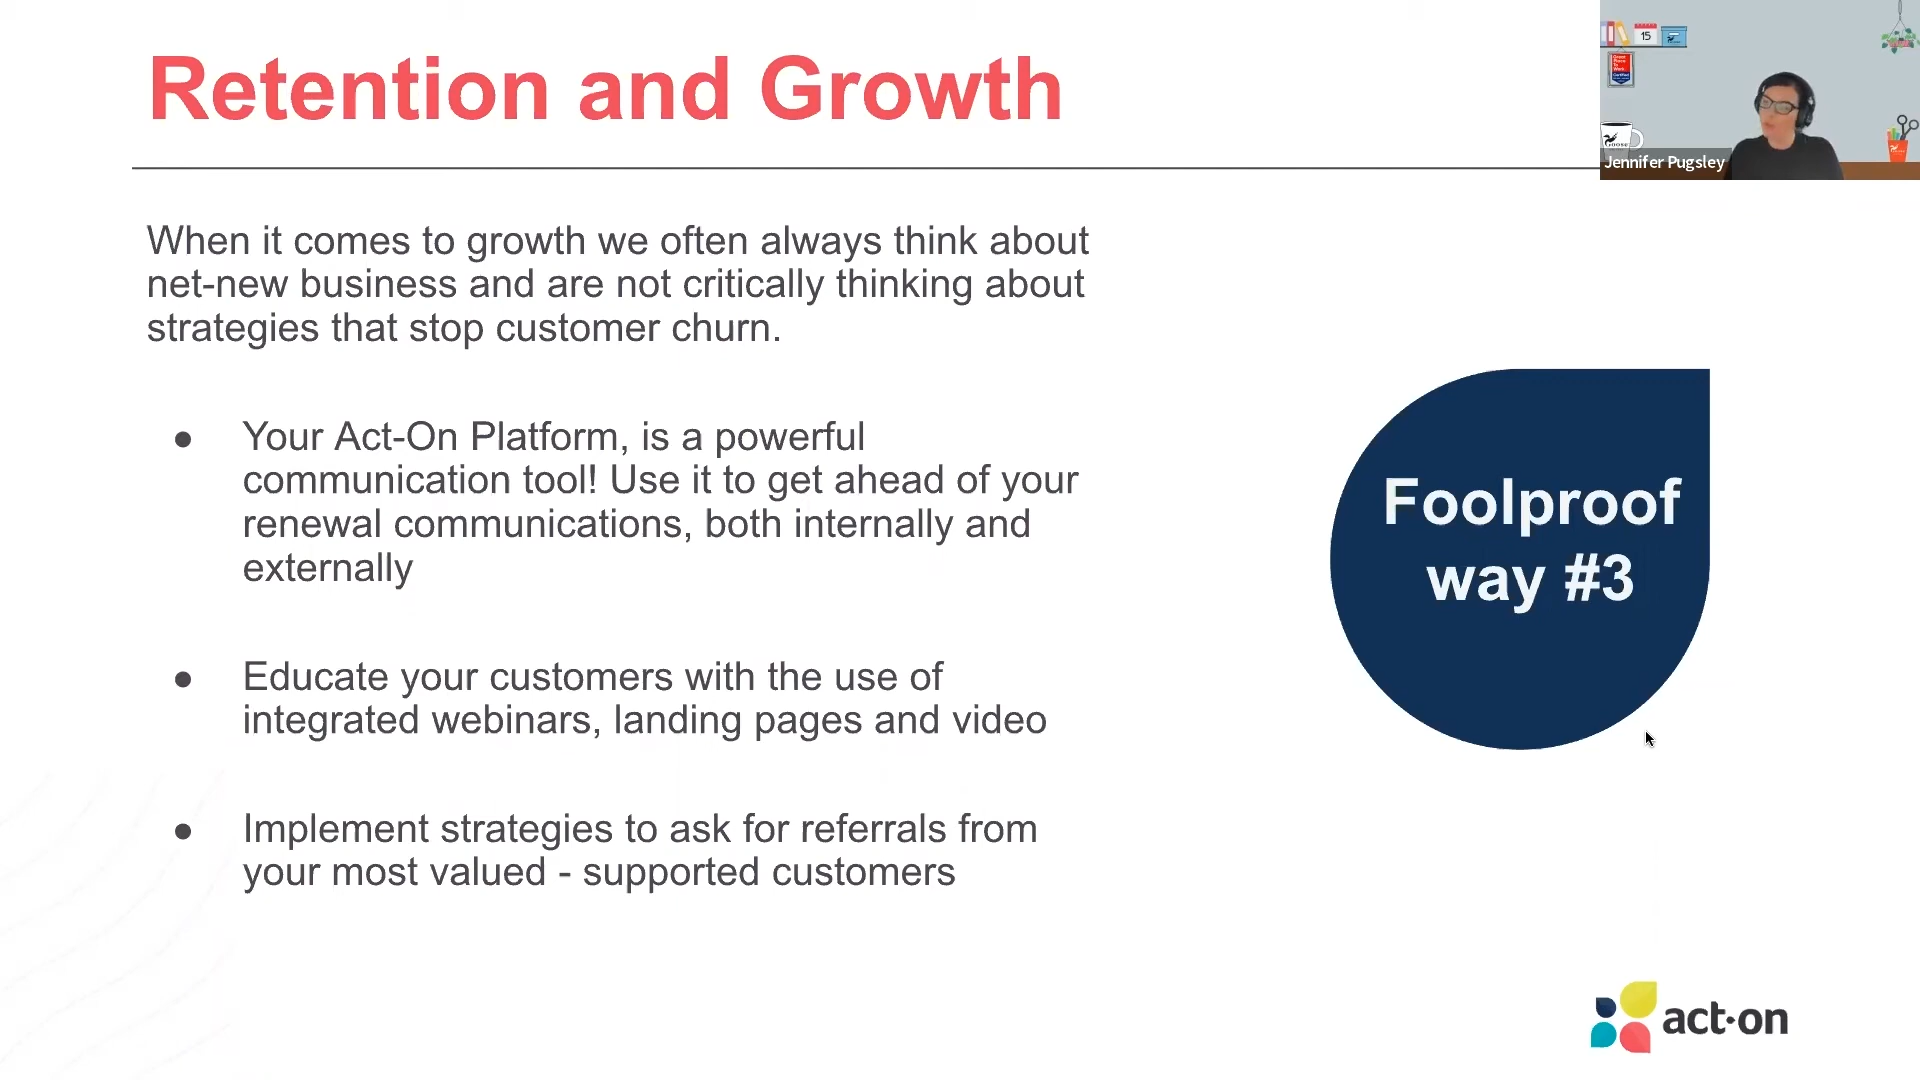 Retention and Growth
15
Jennifer Pugsley
When it comes to growth we often always think about
net-new business and are not critically thinking about
strategies that stop customer churn.
● Your Act-On Platform, is a powerful
communication tool! Use it to get ahead of your
renewal communications, both internally and
externally
● Educate your customers with the use of
integrated webinars, landing pages and video
● Implement strategies to ask for referrals from
your most valued - supported customers
Foolproof
way #3
act·on